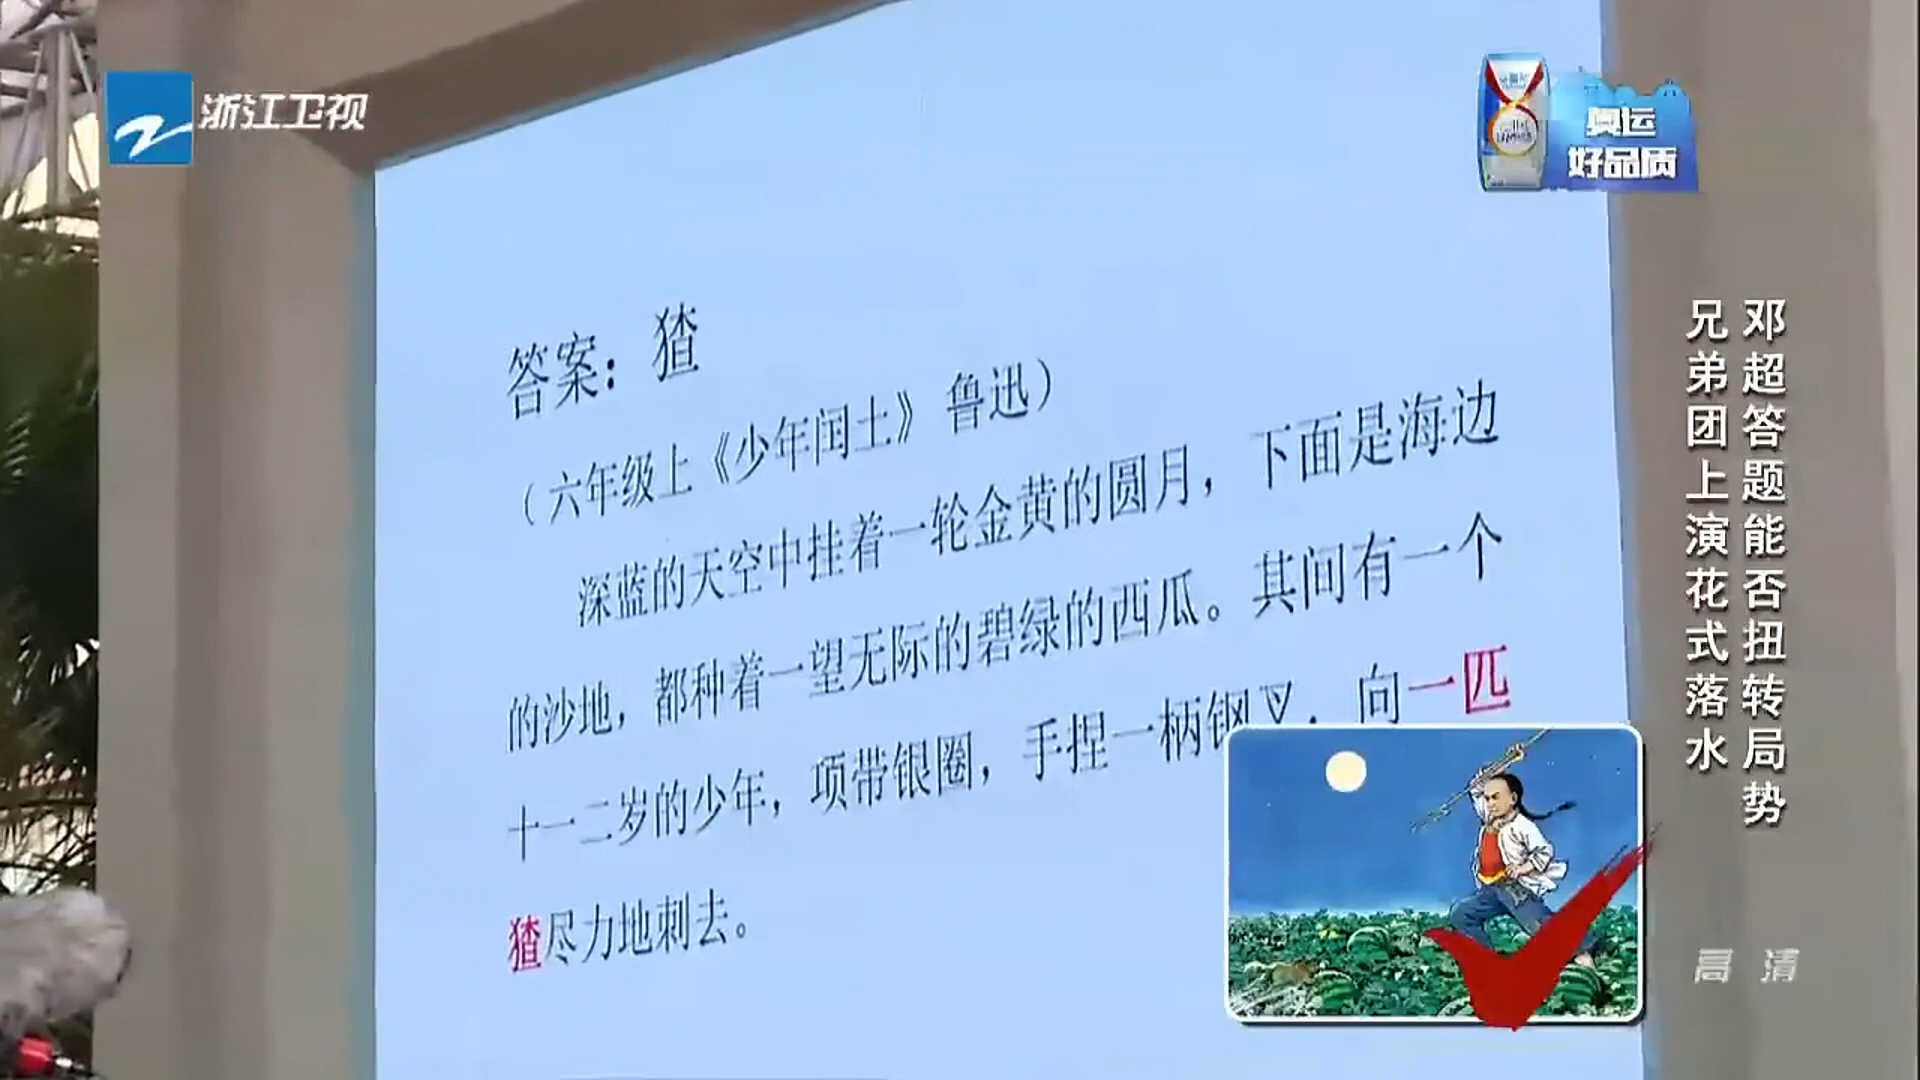 浙江卫视
奥运
好品质
答案：猹
（六年级上《少年闰土》 鲁迅）
深蓝的天空中挂着一轮金黄的圆月，下面是海边
的沙地，都种着一望无际的碧绿的西瓜。其间有一个
十一二岁的少年，项带银圈，手捏一柄钢叉，向一匹
猹尽力地刺去。
邓超答题能否扭转局势
兄弟团上演花式落水
高清